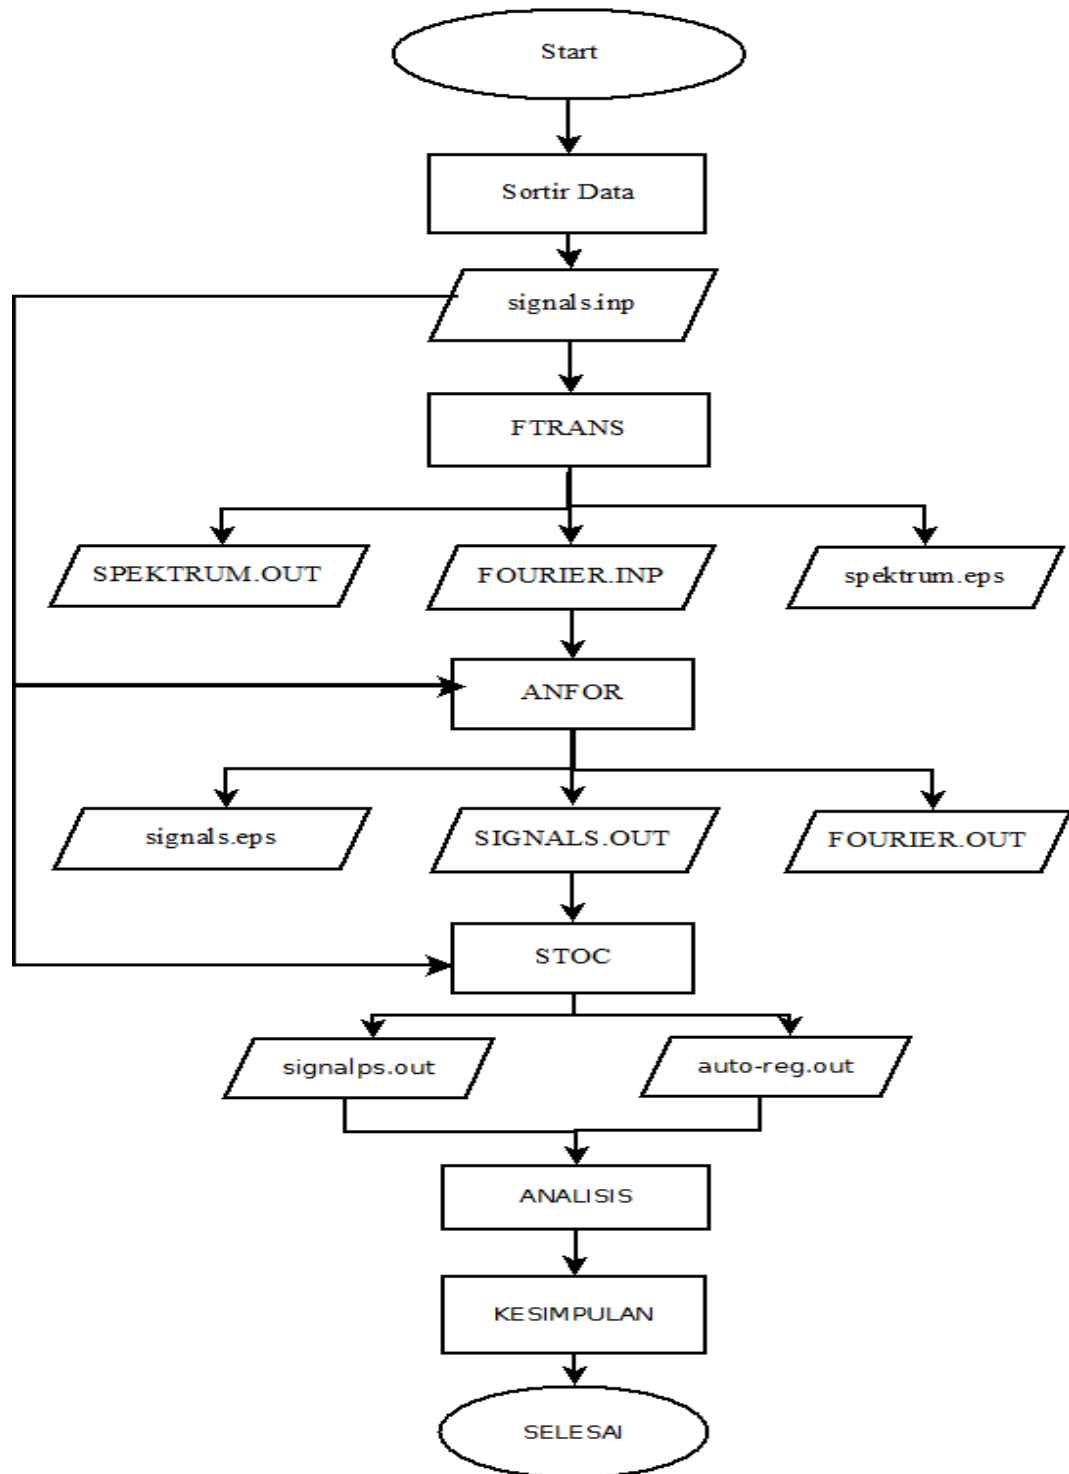 Start
Sortir Data
signals.inp
FTRANS
SPEKTRUM.OUT
FOURIER.INP
spektrum.eps
ANFOR
signals.eps
SIGNALS.OUT
FOURIER.OUT
STOC
signalps.out
auto-reg.out
ANALISIS
KESIMPULAN
SELESAI